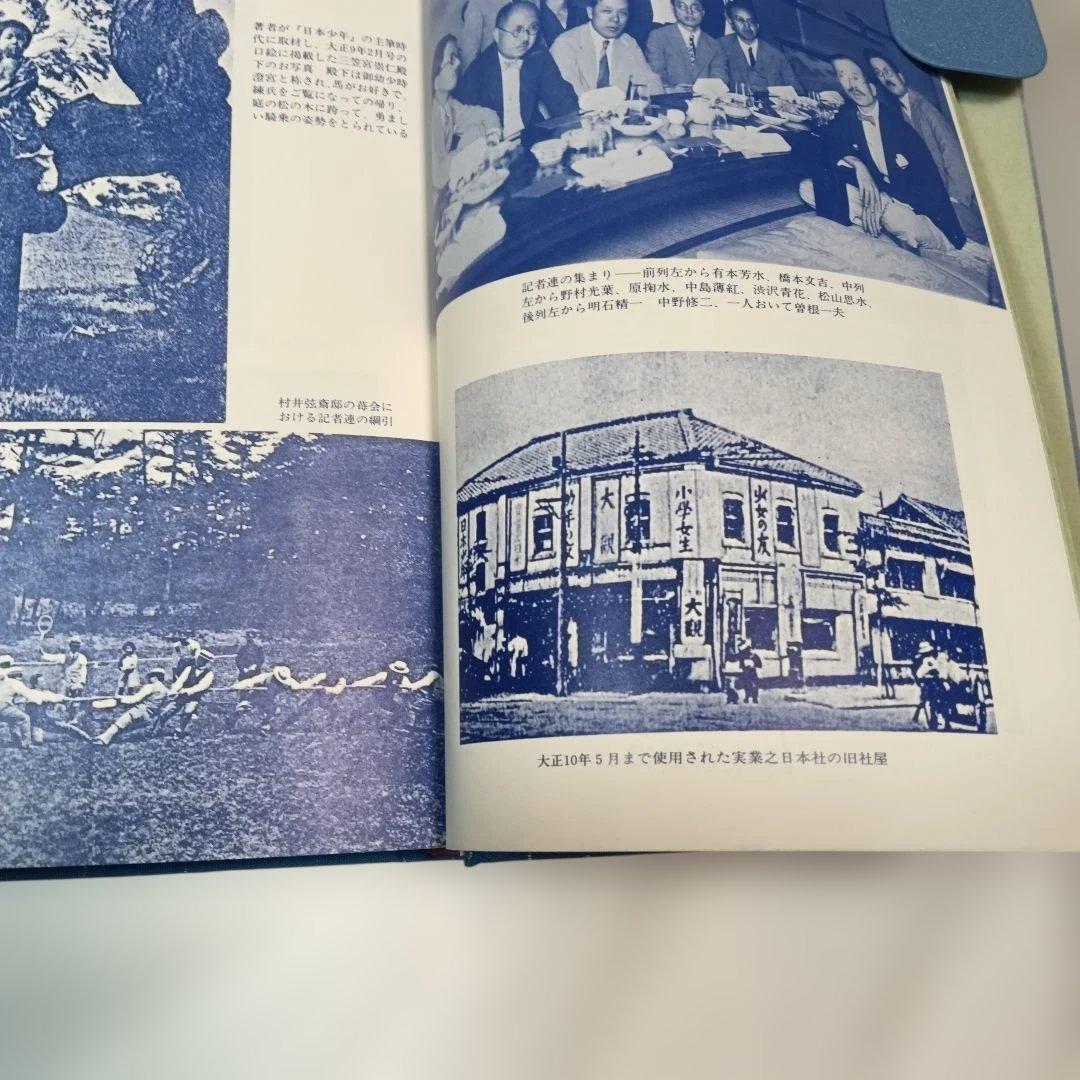 著者が『日本少年』の主筆時
代に取材し、大正9年2月号の
口絵に掲載した三笠宮崇仁殿
下のお写真 殿下は御幼少時
澄宮と称され、馬がお好きで、
練兵をご覧になっての帰り、
庭の松の木に跨って、勇まし
い騎乗の姿勢をとられている
村井弦斎邸の苺会に
おける記者連の綱引
記者連の集まり――前列左から有本芳水、橋本文吉、中列
左から野村光葉、原掬水、中島薄紅、渋沢青花、松山思水、
後列左から明石精一 中野修二、一人おいて曽根一夫
大観
小學女生
少女の友
大観
大正10年5月まで使用された実業之日本社の旧社屋